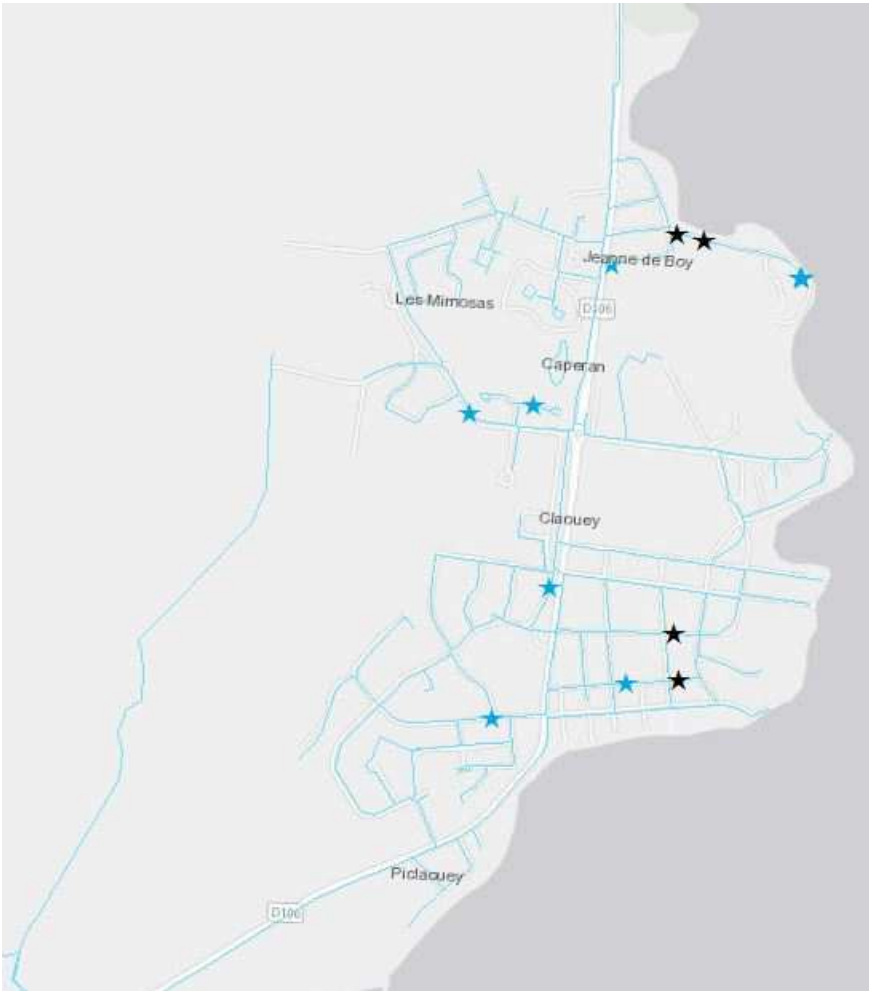 Jeanne de Boy
Les Mimosas
D106
Caperan
Claouey
Piclaouey
D106